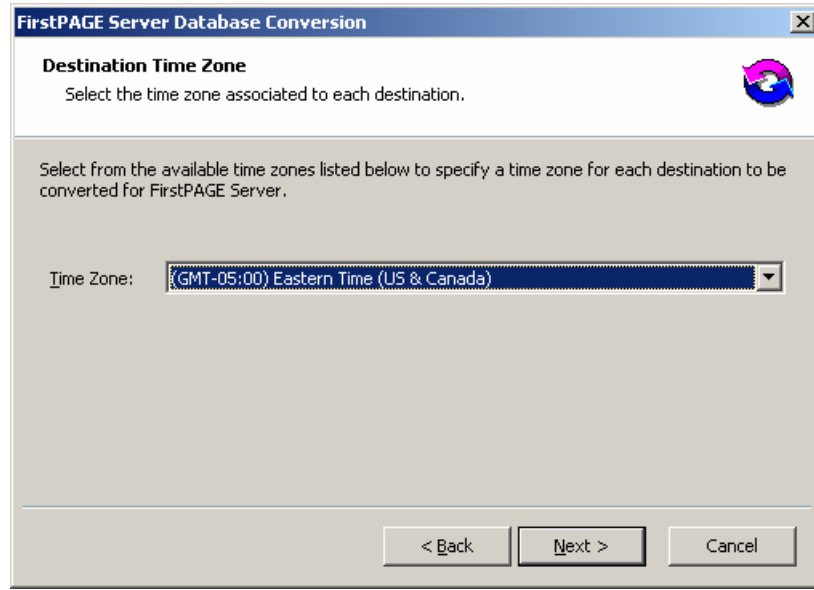 FirstPAGE Server Database Conversion
Destination Time Zone
Select the time zone associated to each destination.
Select from the available time zones listed below to specify a time zone for each destination to be
converted for FirstPAGE Server.
Time Zone: (GMT-05:00) Eastern Time (US & Canada)
< Back Next > Cancel